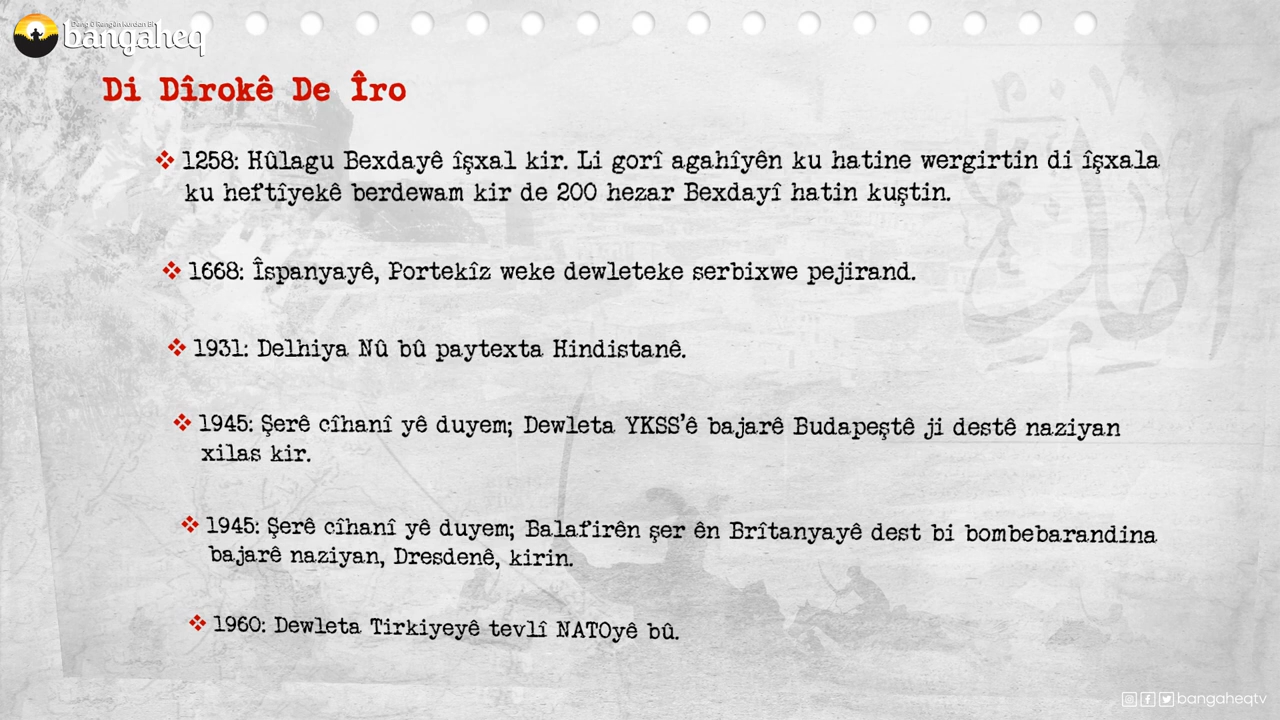 Deng Û Rengên Kurdan Bi
bangaheq
Di Dîrokê De Îro
❖ 1258: Hûlagu Bexdayê îşxal kir. Li gorî agahîyên ku hatine wergirtin di îşxala
ku heftîyekê berdewam kir de 200 hezar Bexdayî hatin kuştin.
❖ 1668: Îspanyayê, Portekîz weke dewleteke serbixwe pejirand.
❖ 1931: Delhiya Nû bû paytexta Hindistanê.
❖ 1945: Şerê cîhanî yê duyem; Dewleta YKSS'ê bajarê Budapeştê ji destê naziyan
xilas kir.
❖ 1945: Şerê cîhanî yê duyem; Balafirên şer ên Brîtanyayê dest bi bombebarandina
bajarê naziyan, Dresdenê, kirin.
❖ 1960: Dewleta Tirkiyeyê tevlî NATOyê bû.
bangaheqtv